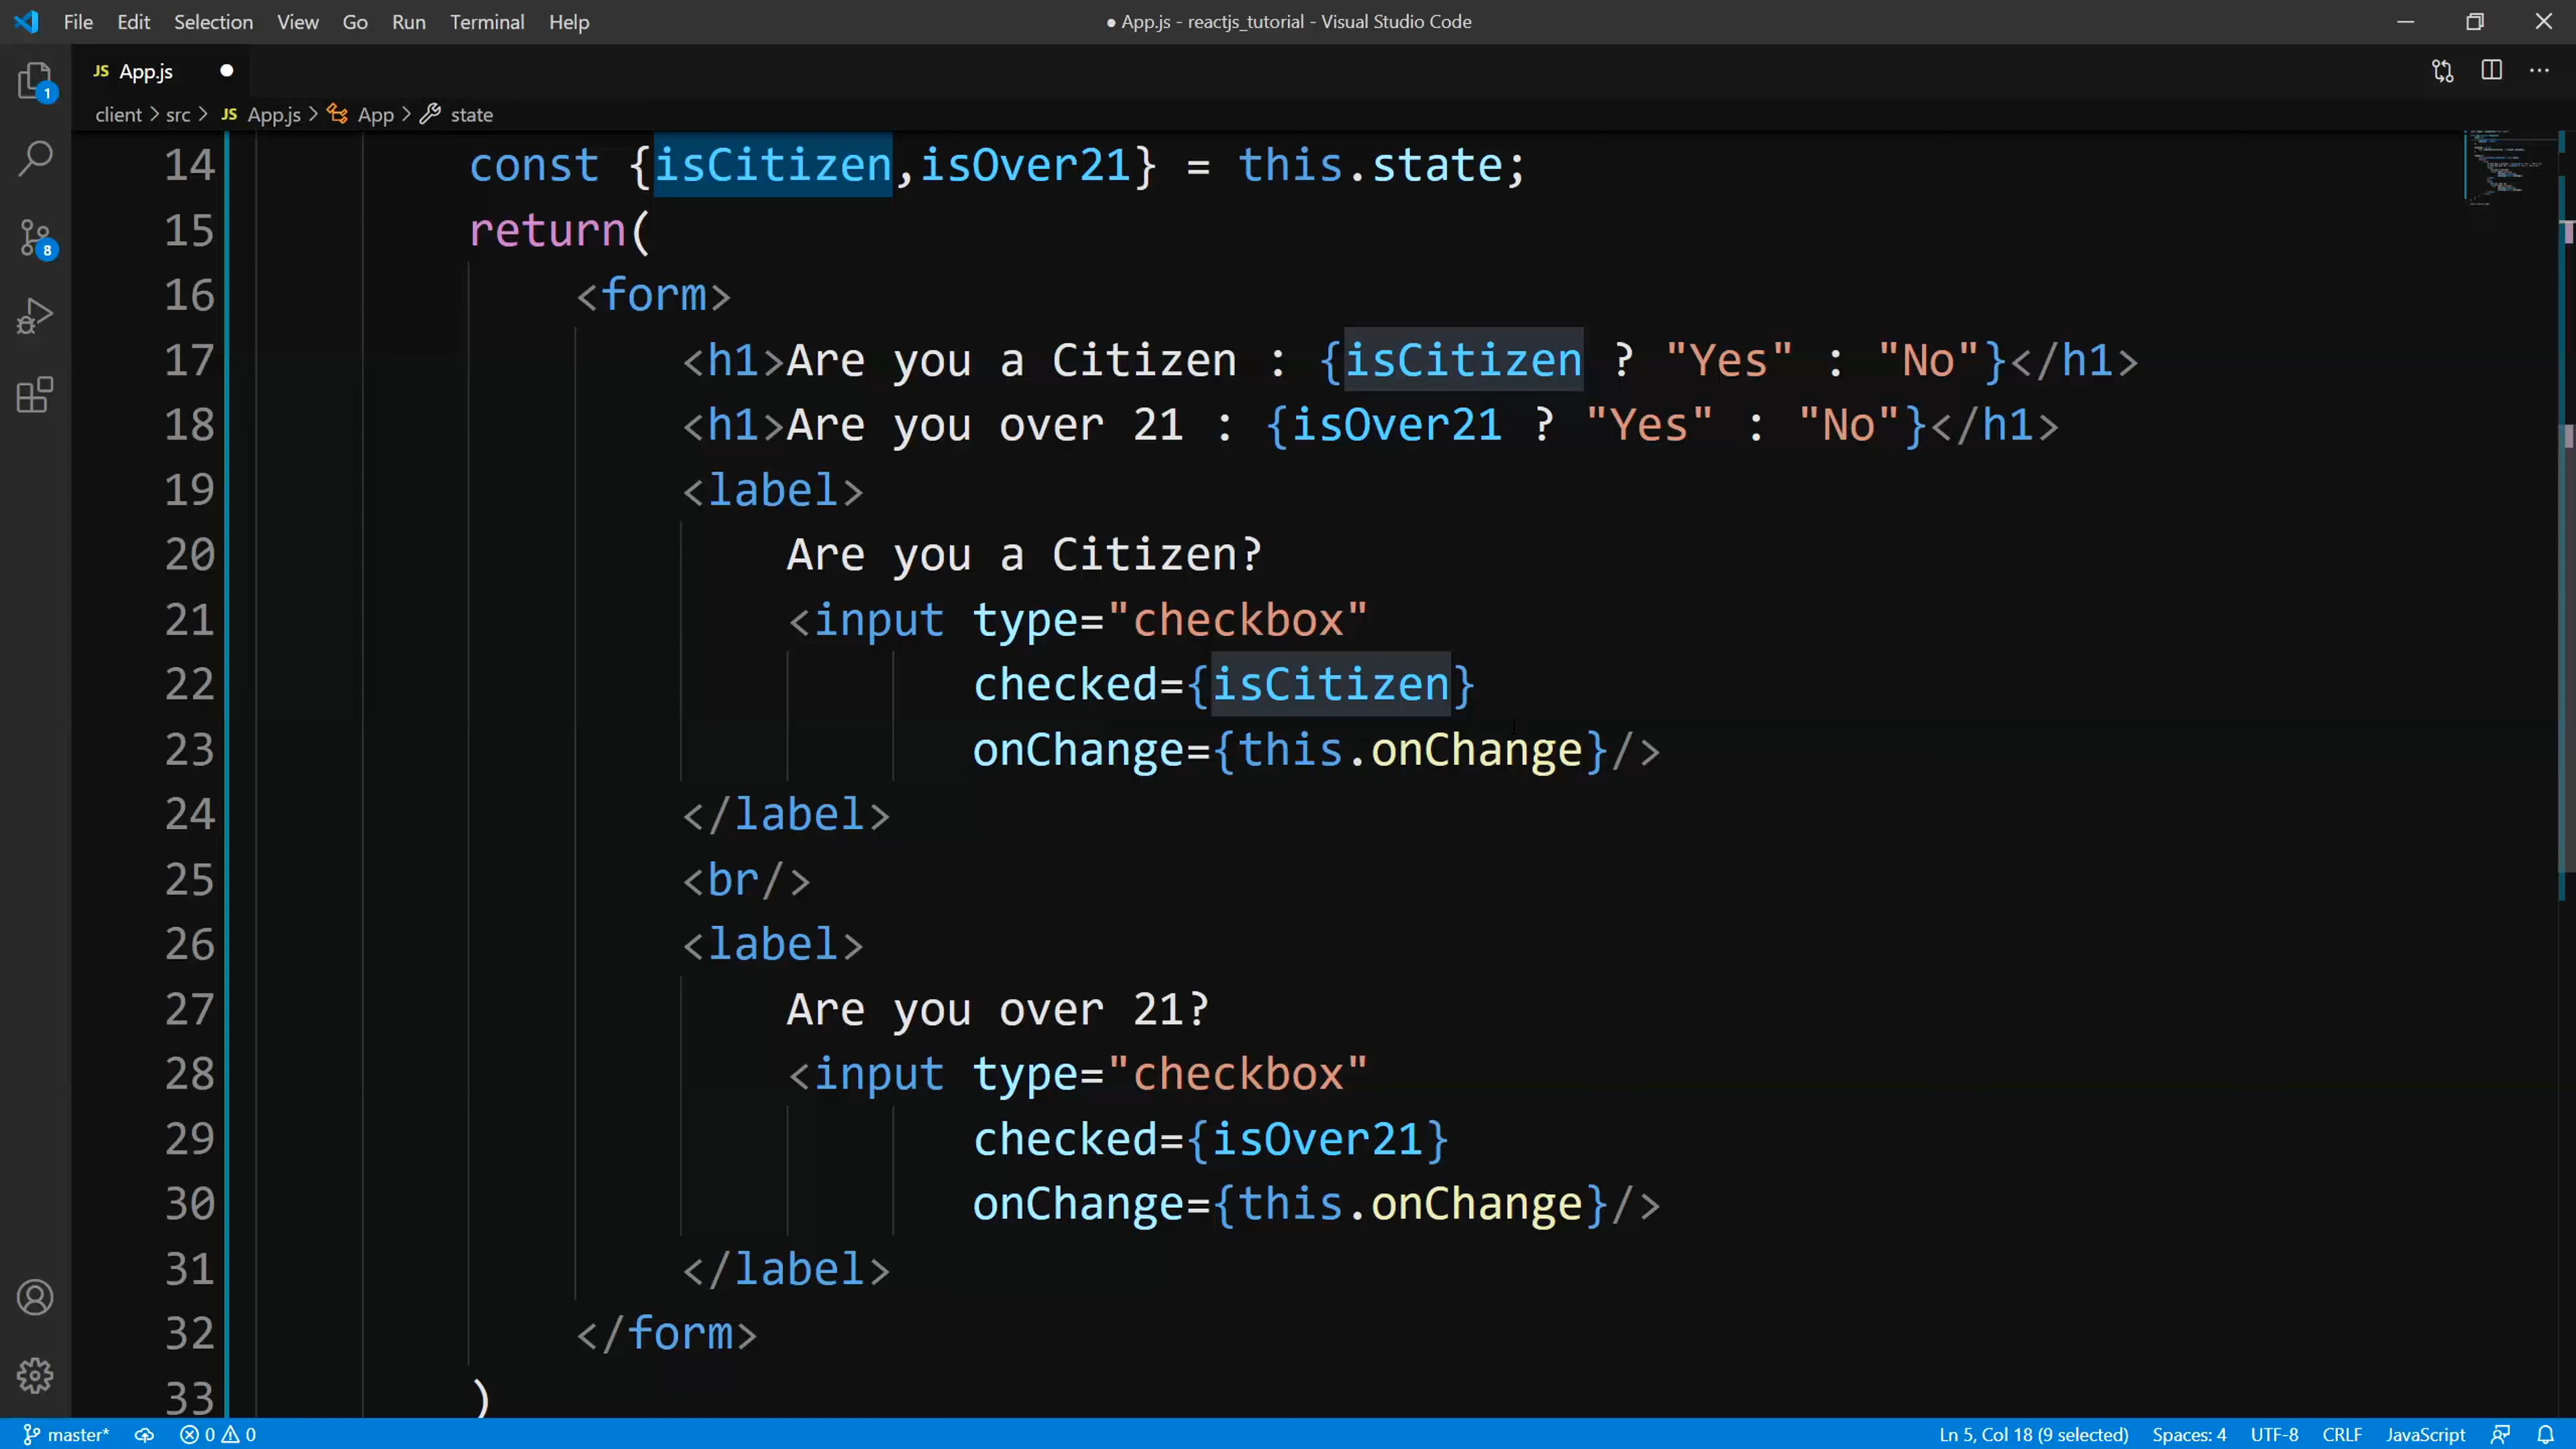 File Edit Selection View Go Run Terminal Help
● App.js - reactjs_tutorial - Visual Studio Code
JS App.js ●
1
client > src > JS App.js > App > state
8
14 const {isCitizen,isOver21} = this.state;
15 return(
16 <form>
17 <h1>Are you a Citizen : {isCitizen ? "Yes" : "No"}</h1>
18 <h1>Are you over 21 : {isOver21 ? "Yes" : "No"}</h1>
19 <label>
20 Are you a Citizen?
21 <input type="checkbox"
22 checked={isCitizen}
23 onChange={this.onChange}/>
24 </label>
25 <br/>
26 <label>
27 Are you over 21?
28 <input type="checkbox"
29 checked={isOver21}
30 onChange={this.onChange}/>
31 </label>
32 </form>
33 )
master* 0 0 Ln 5, Col 18 (9 selected) Spaces: 4 UTF-8 CRLF JavaScript